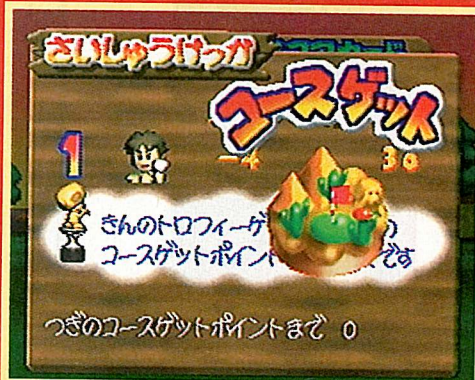 さいしゅうけっか
コースゲット
1
-4 30
きんのトロフィーゲ
コースゲットポイント です
つぎのコースゲットポイントまで 0